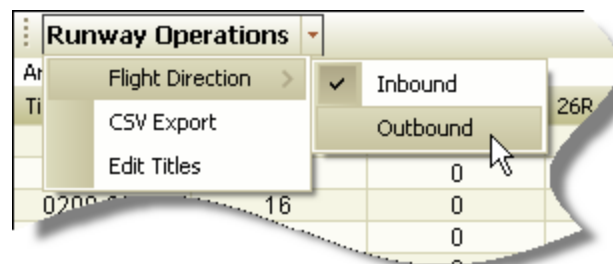 Runway Operations
Flight Direction
Inbound
26R
CSV Export
Outbound
Edit Titles
0
16
0
0